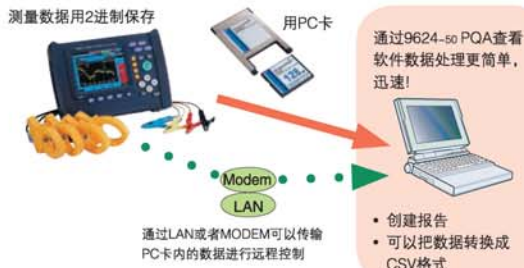 测量数据用2进制保存
用PC卡
通过9624-50 PQA查看
软件数据处理更简单，
迅速!
Modem
LAN
通过LAN或者MODEM可以传输
PC卡内的数据进行远程控制
• 创建报告
• 可以把数据转换成
CSV格式